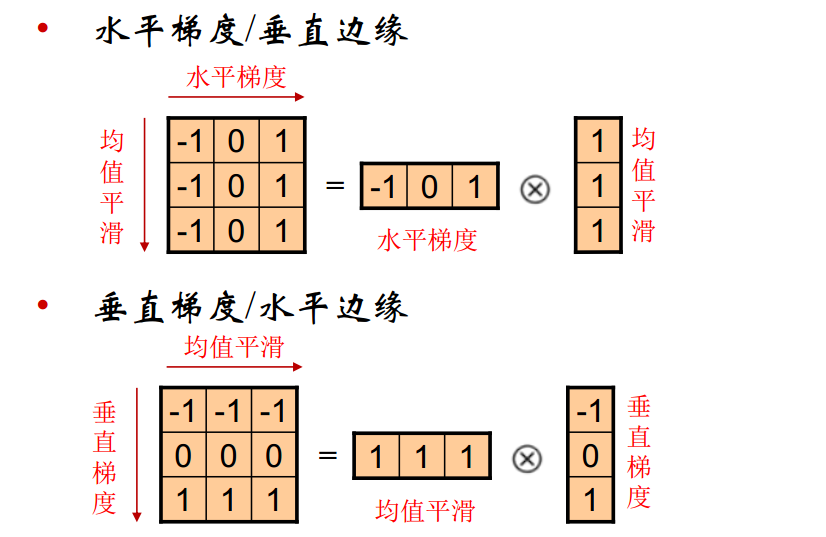 • 水平梯度/垂直边缘
水平梯度
均值平滑
-1 0 1
-1 0 1
-1 0 1
=
-1 0 1
水平梯度
⊗
1
1
1
均值平滑
• 垂直梯度/水平边缘
均值平滑
垂直梯度
-1 -1 -1
0 0 0
1 1 1
=
1 1 1
均值平滑
⊗
-1
0
1
垂直梯度